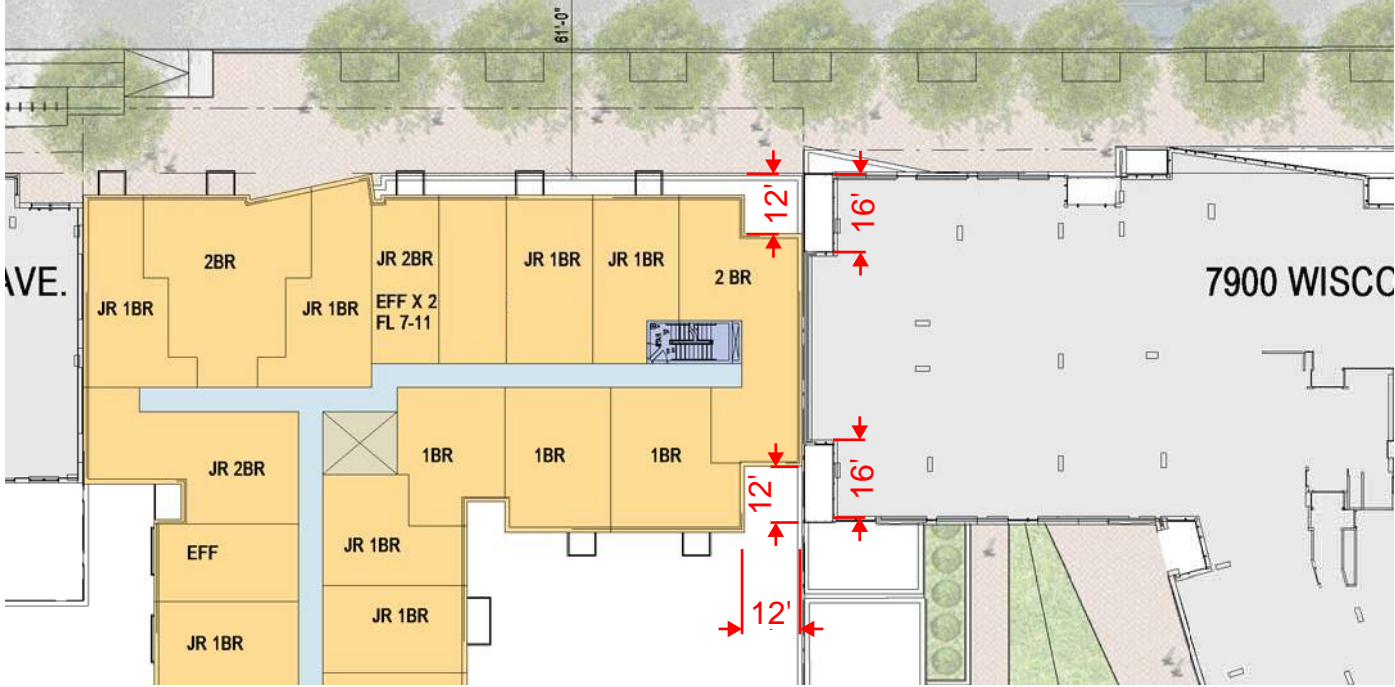 61'-0"
12'
16'
2BR
JR 2BR
JR 1BR
JR 1BR
2 BR
AVE.
7900 WISCO
JR 1BR
JR 1BR
EFF X 2
FL 7-11
1BR
1BR
1BR
JR 2BR
12'
16'
EFF
JR 1BR
12'
JR 1BR
JR 1BR